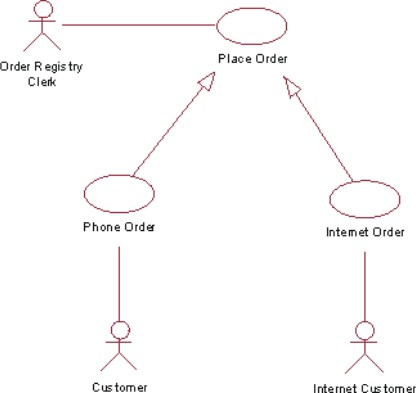 Order Registry
Clerk
Place Order
Phone Order
Internet Order
Customer
Internet Customer